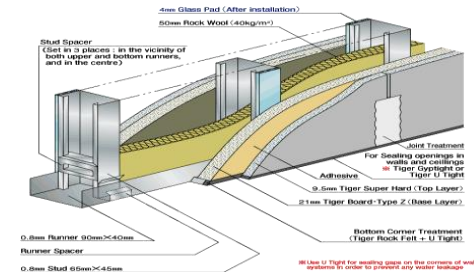 4mm Glass Pad (After installation)
50mm Rock Wool (40kg/m³)
Stud Spacer
(Set in 3 places : in the vicinity of
both upper and bottom runners,
and in the centre)
Joint Treatment
For Sealing openings in
walls and ceilings
※ Tiger Gyptight or
Tiger U Tight
Adhesive
9.5mm Tiger Super Hard (Top Layer)
21mm Tiger Board-Type Z (Base Layer)
Bottom Corner Treatment
(Tiger Rock Felt + U Tight)
0.8mm Runner 90mm×40mm
Runner Spacer
0.8mm Stud 65mm×45mm
※Use U Tight for sealing gaps on the corners of wa
systems in order to prevent any water leakage